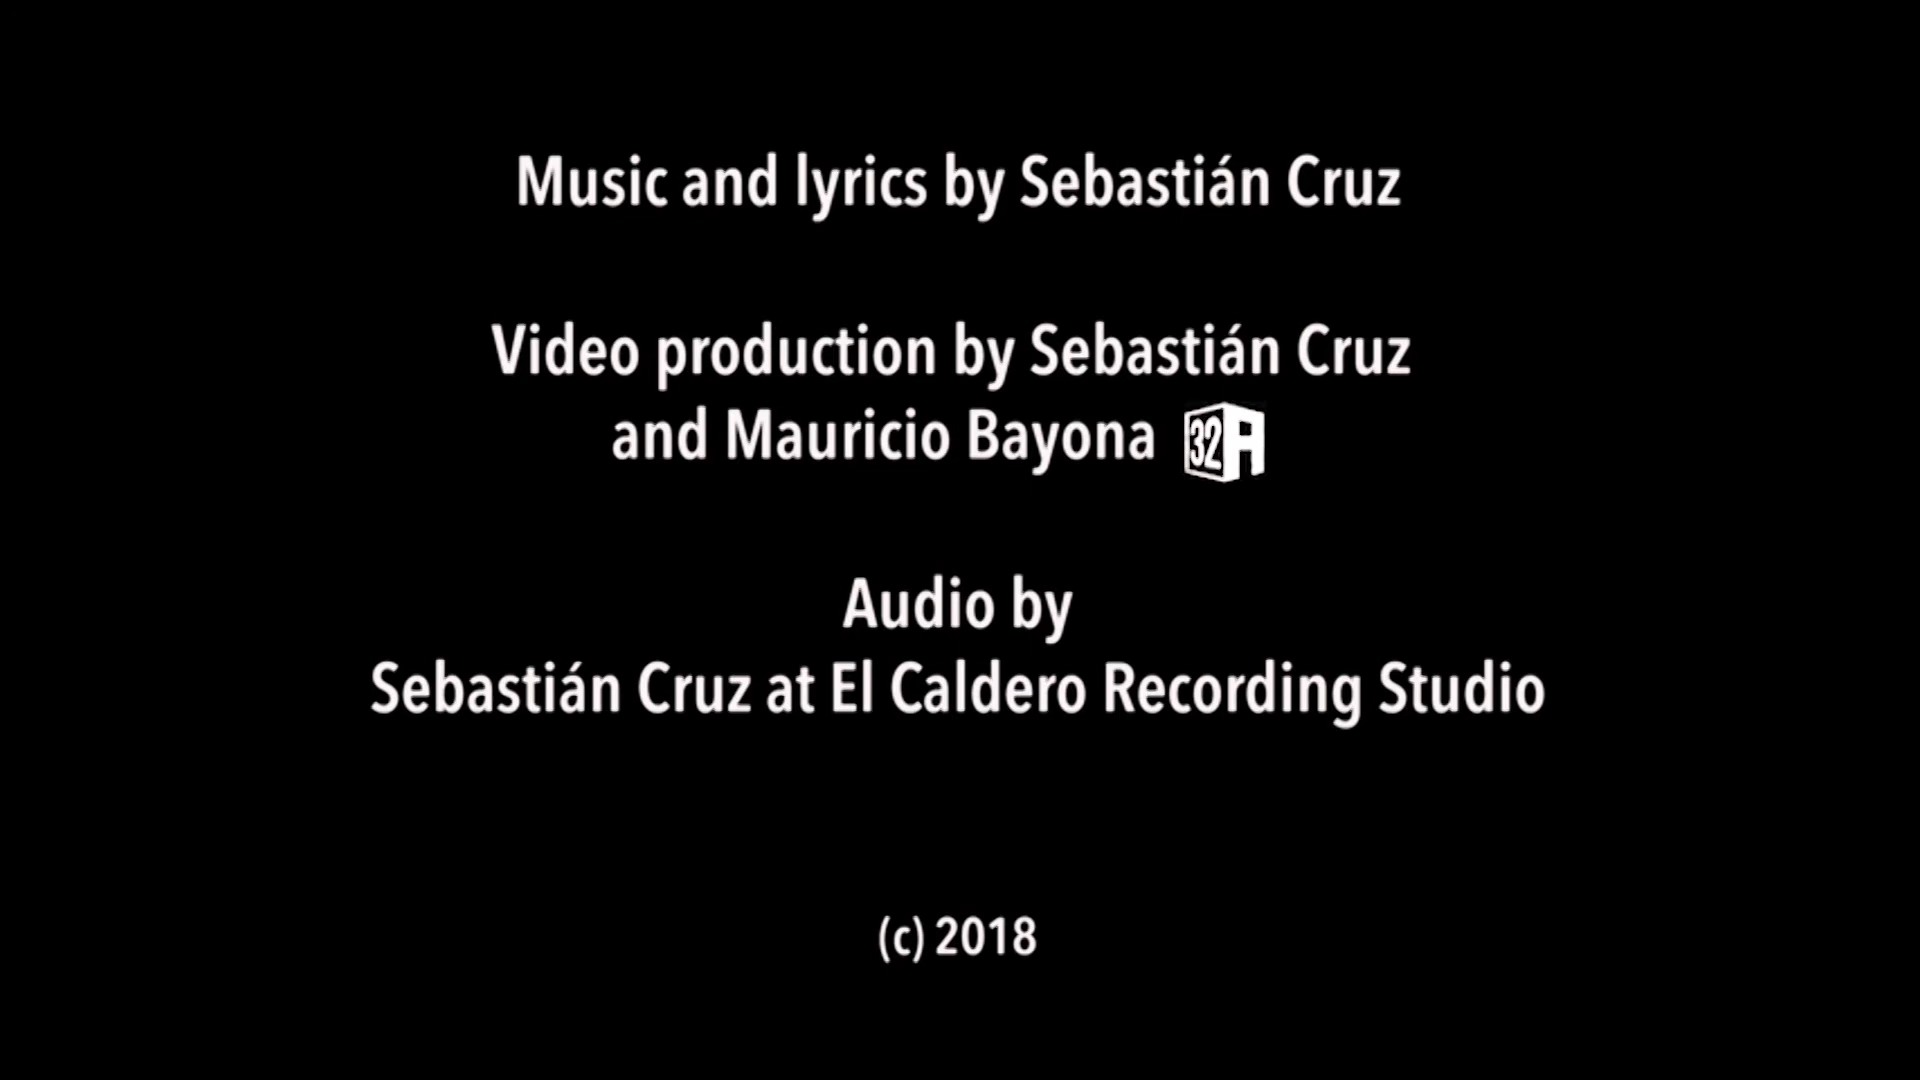 Music and lyrics by Sebastián Cruz
Video production by Sebastián Cruz
and Mauricio Bayona 32A
Audio by
Sebastián Cruz at El Caldero Recording Studio
(c) 2018